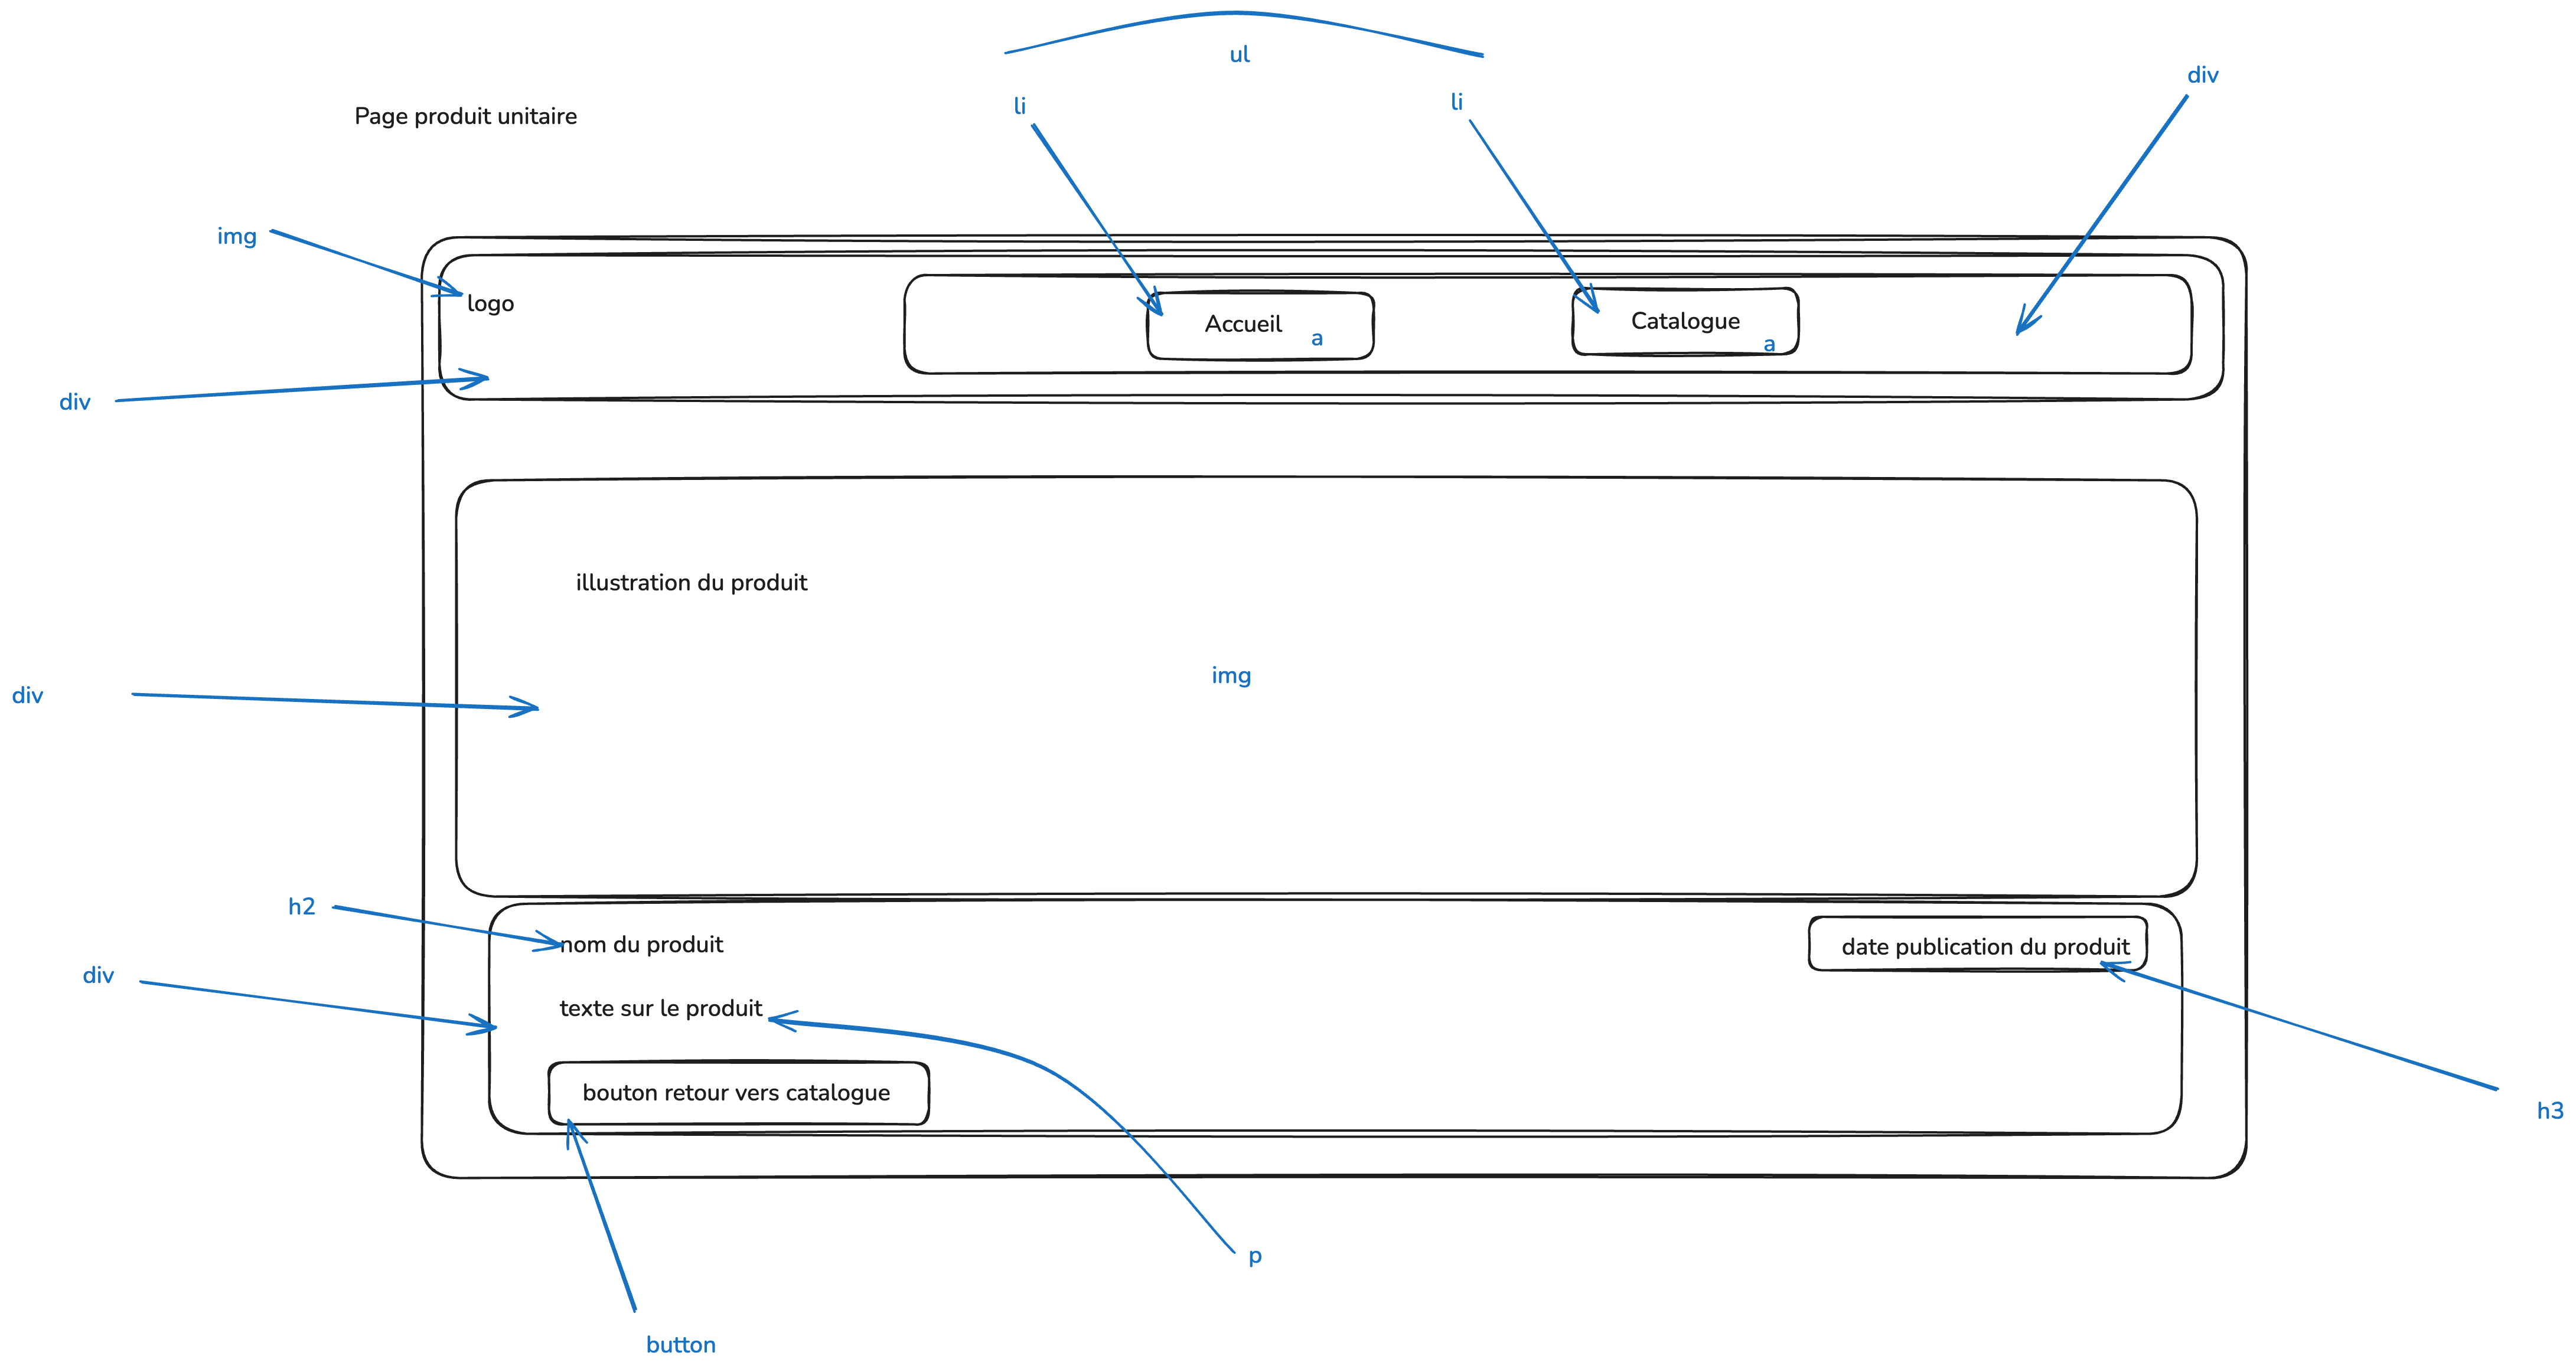 ul
div
li
li
Page produit unitaire
img
logo
Accueil
a
Catalogue
a
div
illustration du produit
img
div
h2
nom du produit
date publication du produit
div
texte sur le produit
bouton retour vers catalogue
h3
p
button